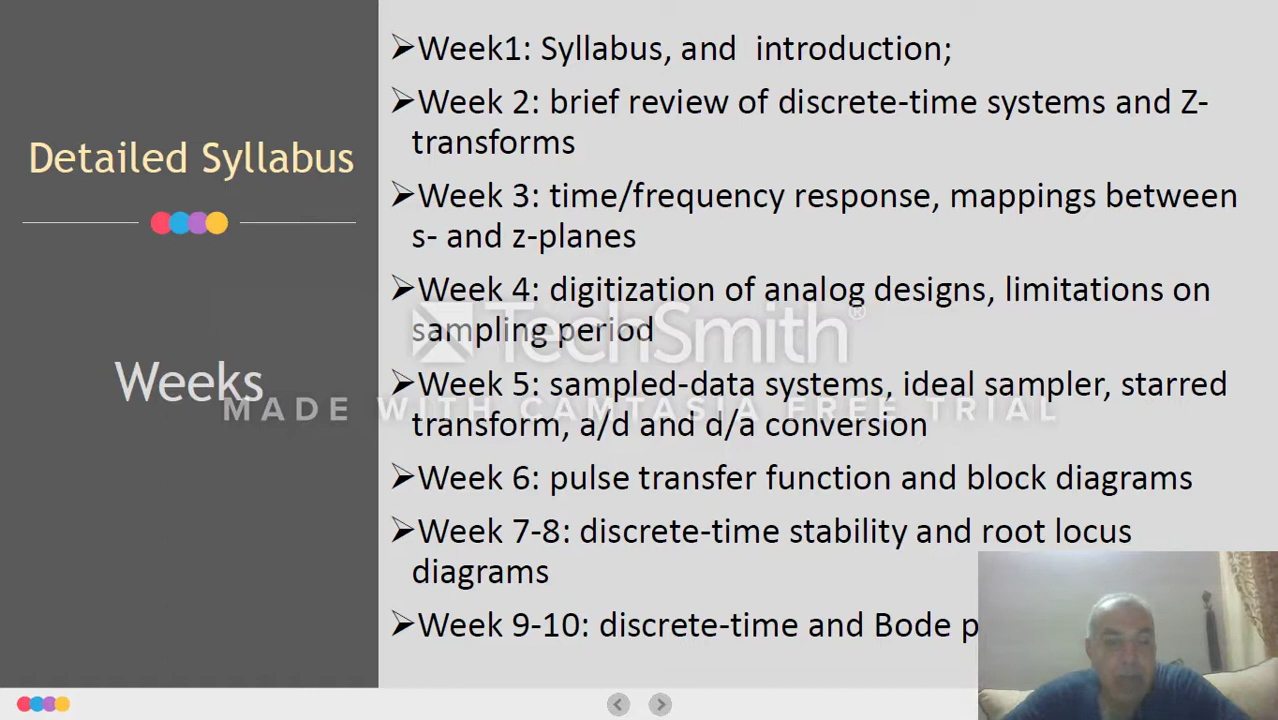 Detailed Syllabus
Weeks
➢Week1: Syllabus, and  introduction;
➢Week 2: brief review of discrete-time systems and Z-
transforms
➢Week 3: time/frequency response, mappings between
s- and z-planes
➢Week 4: digitization of analog designs, limitations on
sampling period
➢Week 5: sampled-data systems, ideal sampler, starred
transform, a/d and d/a conversion
➢Week 6: pulse transfer function and block diagrams
➢Week 7-8: discrete-time stability and root locus
diagrams
➢Week 9-10: discrete-time and Bode p
TechSmith®
MADE WITH CAMTASIA FREE TRIAL